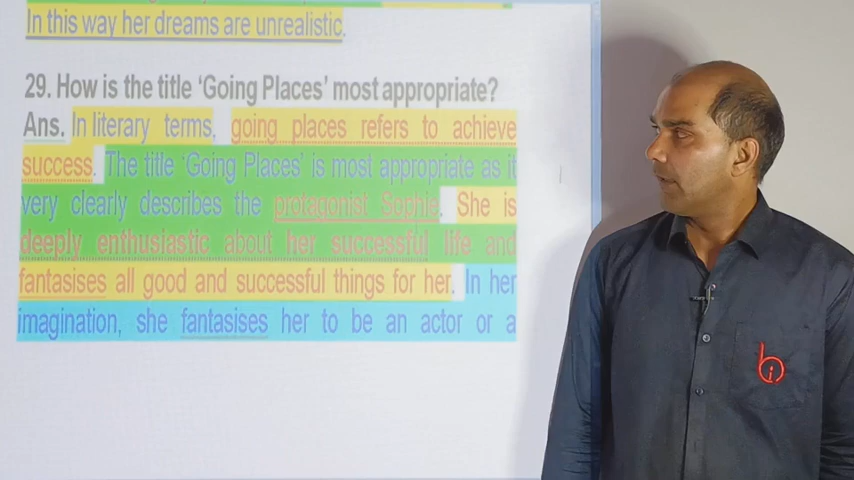 In this way her dreams are unrealistic.
29. How is the title ‘Going Places’ most appropriate?
Ans. In literary terms, going places refers to achieve
success. The title ‘Going Places’ is most appropriate as it
very clearly describes the protagonist Sophie. She is
deeply enthusiastic about her successful life and
fantasises all good and successful things for her. In her
imagination, she fantasises her to be an actor or a